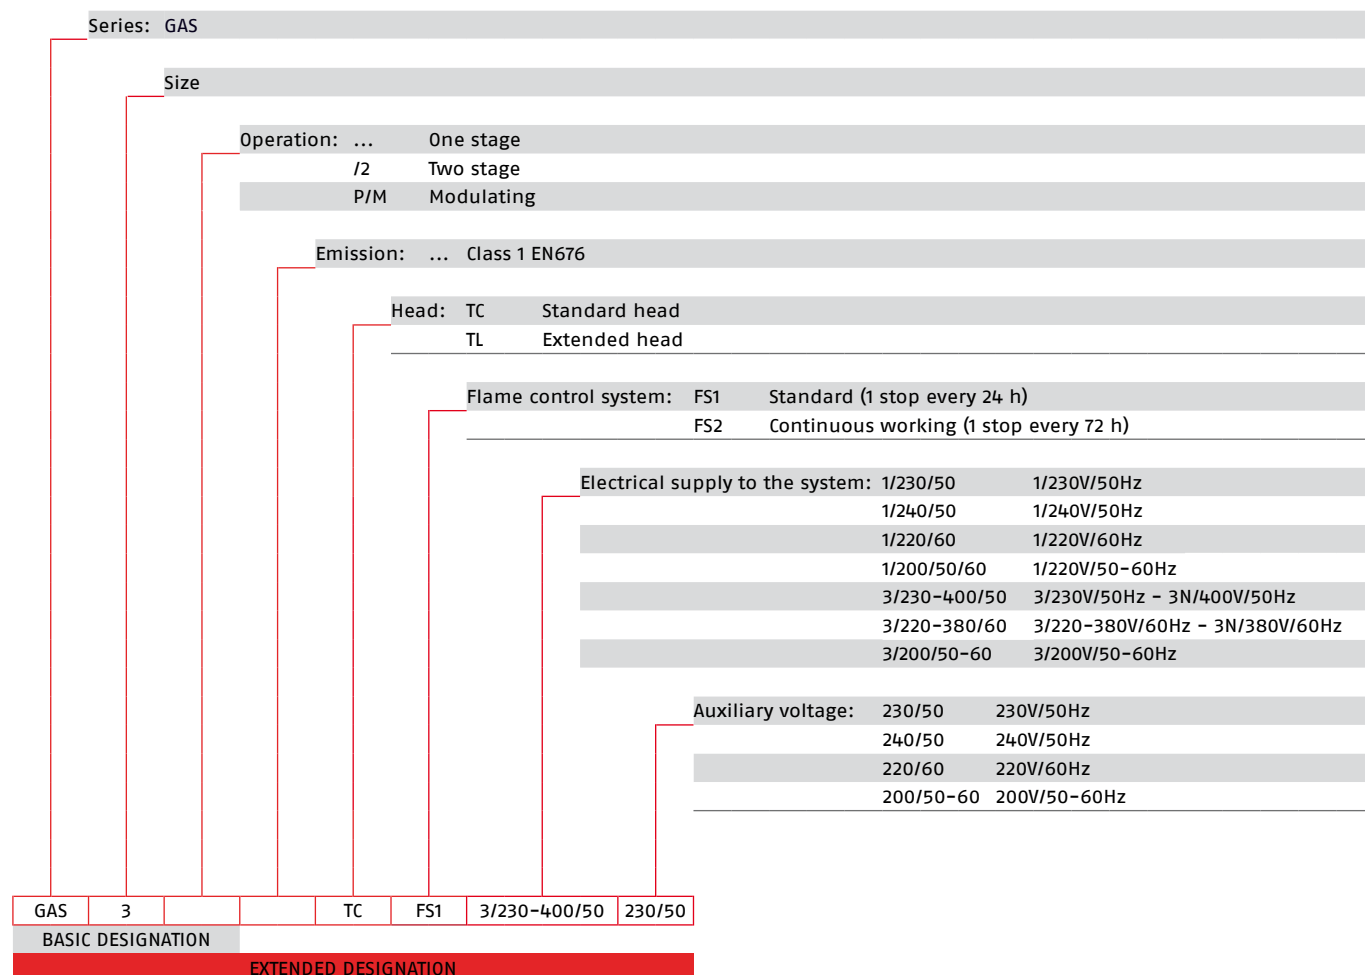 Series: GAS
Size
Operation: ... One stage
/2 Two stage
P/M Modulating
Emission: ... Class 1 EN676
Head: TC Standard head
TL Extended head
Flame control system: FS1 Standard (1 stop every 24 h)
FS2 Continuous working (1 stop every 72 h)
Electrical supply to the system: 1/230/50 1/230V/50Hz
1/240/50 1/240V/50Hz
1/220/60 1/220V/60Hz
1/200/50/60 1/220V/50-60Hz
3/230-400/50 3/230V/50Hz - 3N/400V/50Hz
3/220-380/60 3/220-380V/60Hz - 3N/380V/60Hz
3/200/50-60 3/200V/50-60Hz
Auxiliary voltage: 230/50 230V/50Hz
240/50 240V/50Hz
220/60 220V/60Hz
200/50-60 200V/50-60Hz
GAS 3 TC FS1 3/230-400/50 230/50
BASIC DESIGNATION
EXTENDED DESIGNATION